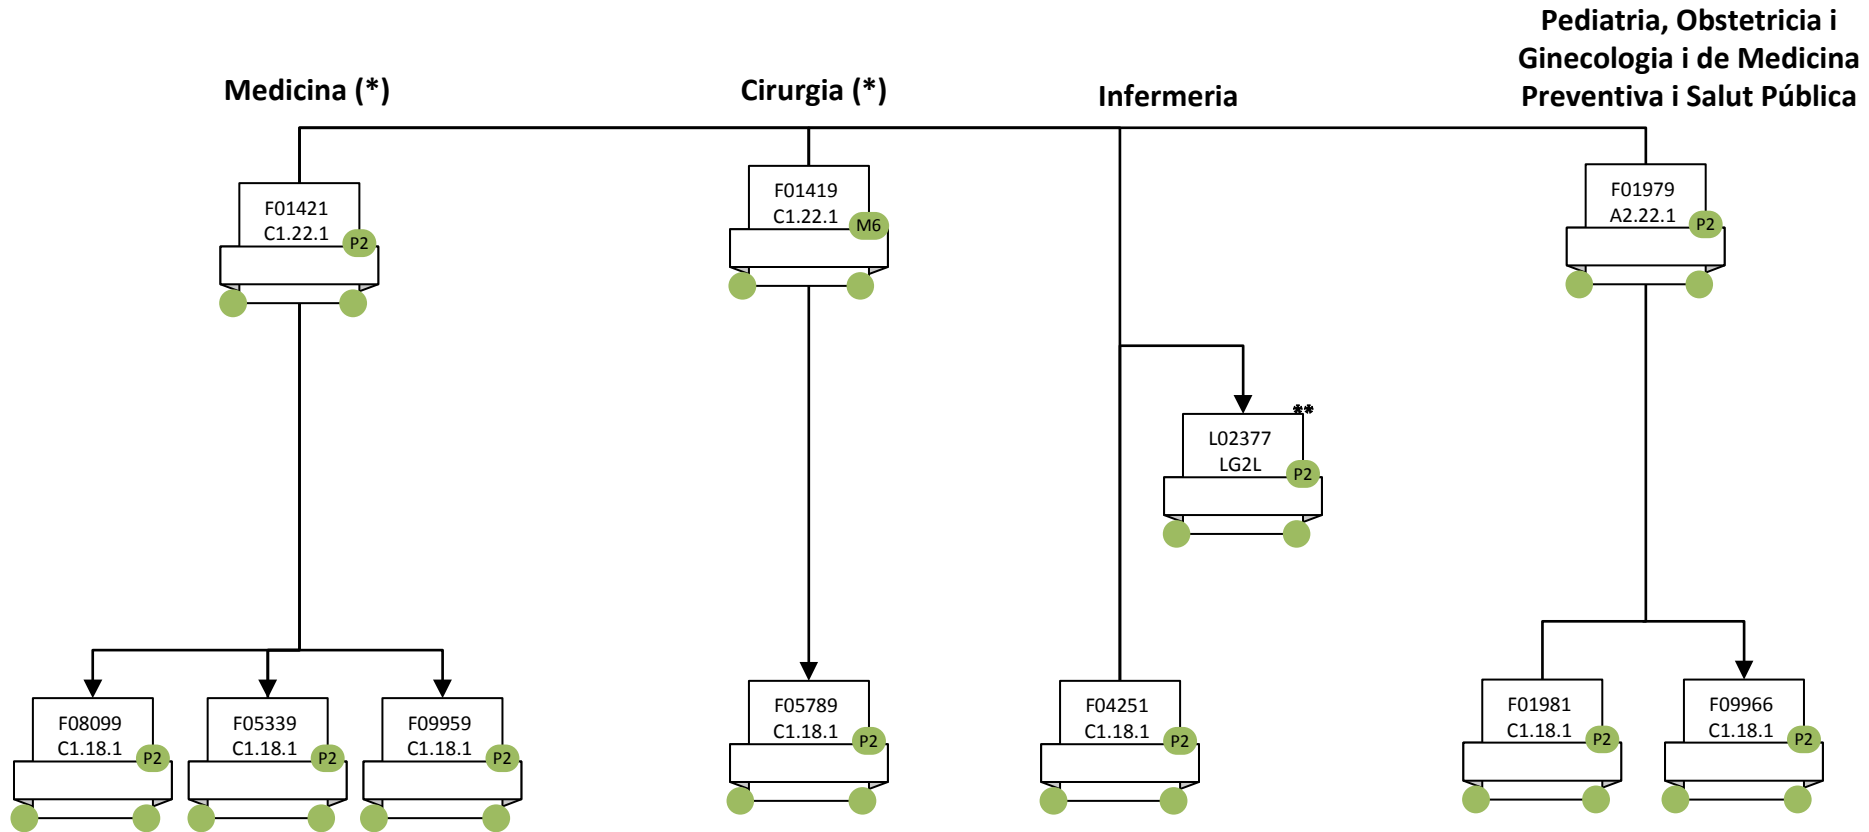 Medicina (*)
Cirurgia (*)
Infermeria
Pediatria, Obstetricia i
Ginecologia i de Medicina
Preventiva i Salut Pública
F01421
C1.22.1
P2
F01419
C1.22.1
M6
F01979
A2.22.1
P2
**
L02377
LG2L
P2
F08099
C1.18.1
P2
F05339
C1.18.1
P2
F09959
C1.18.1
P2
F05789
C1.18.1
P2
F04251
C1.18.1
P2
F01981
C1.18.1
P2
F09966
C1.18.1
P2